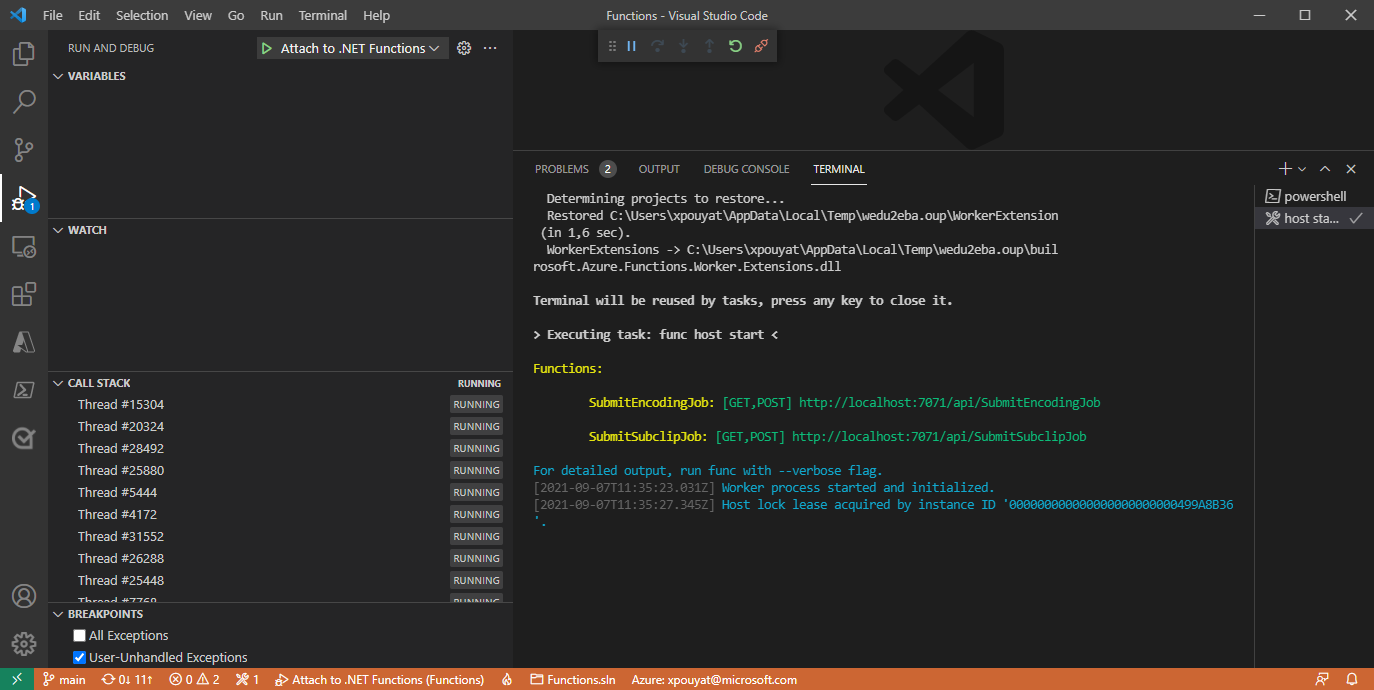 File Edit Selection View Go Run Terminal Help
Functions - Visual Studio Code
RUN AND DEBUG
Attach to .NET Functions
VARIABLES
WATCH
CALL STACK
RUNNING
Thread #15304 RUNNING
Thread #20324 RUNNING
Thread #28492 RUNNING
Thread #25880 RUNNING
Thread #5444 RUNNING
Thread #4172 RUNNING
Thread #31552 RUNNING
Thread #26288 RUNNING
Thread #25448 RUNNING
Thread #7768 RUNNING
BREAKPOINTS
All Exceptions
User-Unhandled Exceptions
1
PROBLEMS 2 OUTPUT DEBUG CONSOLE TERMINAL
Determining projects to restore...
Restored C:\Users\xpouyat\AppData\Local\Temp\wedu2eba.oup\WorkerExtension
(in 1,6 sec).
WorkerExtensions -> C:\Users\xpouyat\AppData\Local\Temp\wedu2eba.oup\buil
rosoft.Azure.Functions.Worker.Extensions.dll
Terminal will be reused by tasks, press any key to close it.
> Executing task: func host start <
Functions:
SubmitEncodingJob: [GET,POST] http://localhost:7071/api/SubmitEncodingJob
SubmitSubclipJob: [GET,POST] http://localhost:7071/api/SubmitSubclipJob
For detailed output, run func with --verbose flag.
[2021-09-07T11:35:23.031Z] Worker process started and initialized.
[2021-09-07T11:35:27.345Z] Host lock lease acquired by instance ID '000000000000000000000000499A8B36
'.
powershell
host sta...
main 0↓ 11↑ 0 2 1 Attach to .NET Functions (Functions) Functions.sln Azure: xpouyat@microsoft.com